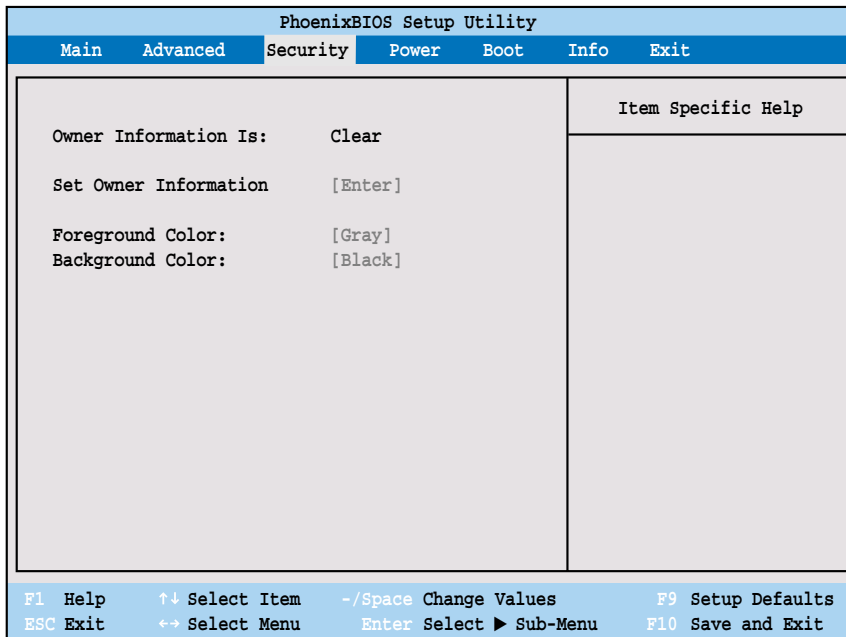 PhoenixBIOS Setup Utility
Main Advanced Security Power Boot Info Exit
Item Specific Help
Owner Information Is: Clear
Set Owner Information [Enter]
Foreground Color: [Gray]
Background Color: [Black]
F1 Help ↑↓ Select Item -/Space Change Values F9 Setup Defaults
ESC Exit ←→ Select Menu Enter Select ▶ Sub-Menu F10 Save and Exit